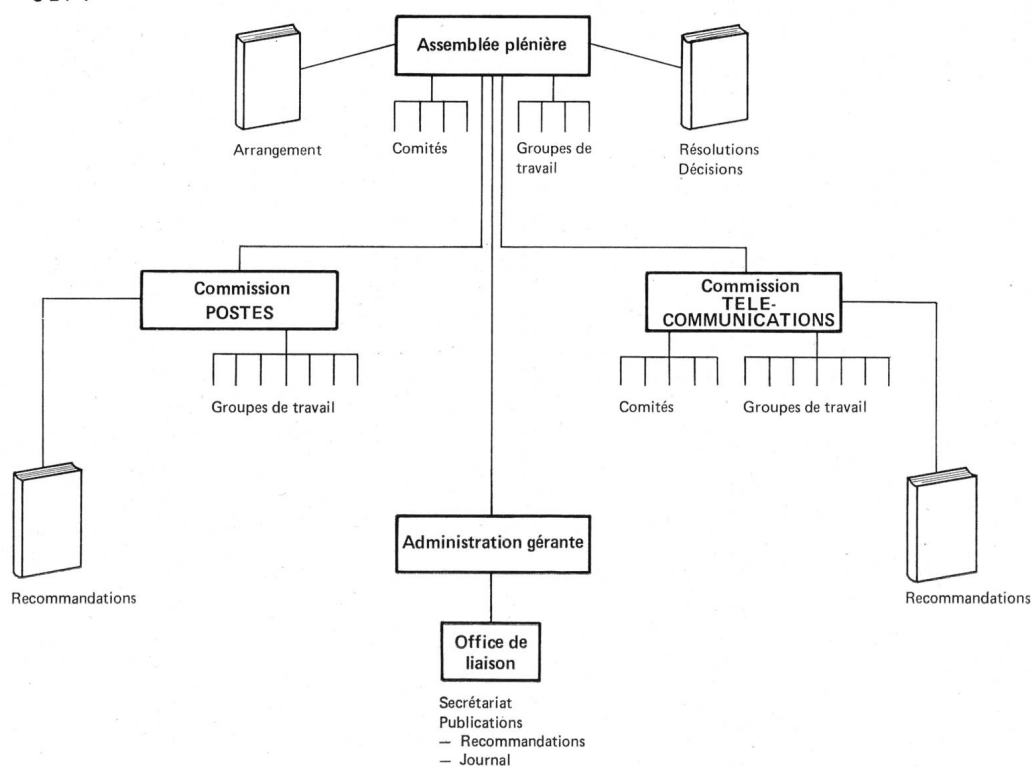 Assemblée plénière
Arrangement
Comités
Groupes de
travail
Résolutions
Décisions
Commission
POSTES
Commission
TELE-
COMMUNICATIONS
Groupes de travail
Comités
Groupes de travail
Recommandations
Administration gérante
Recommandations
Office de
liaison
Secrétariat
Publications
— Recommandations
— Journal